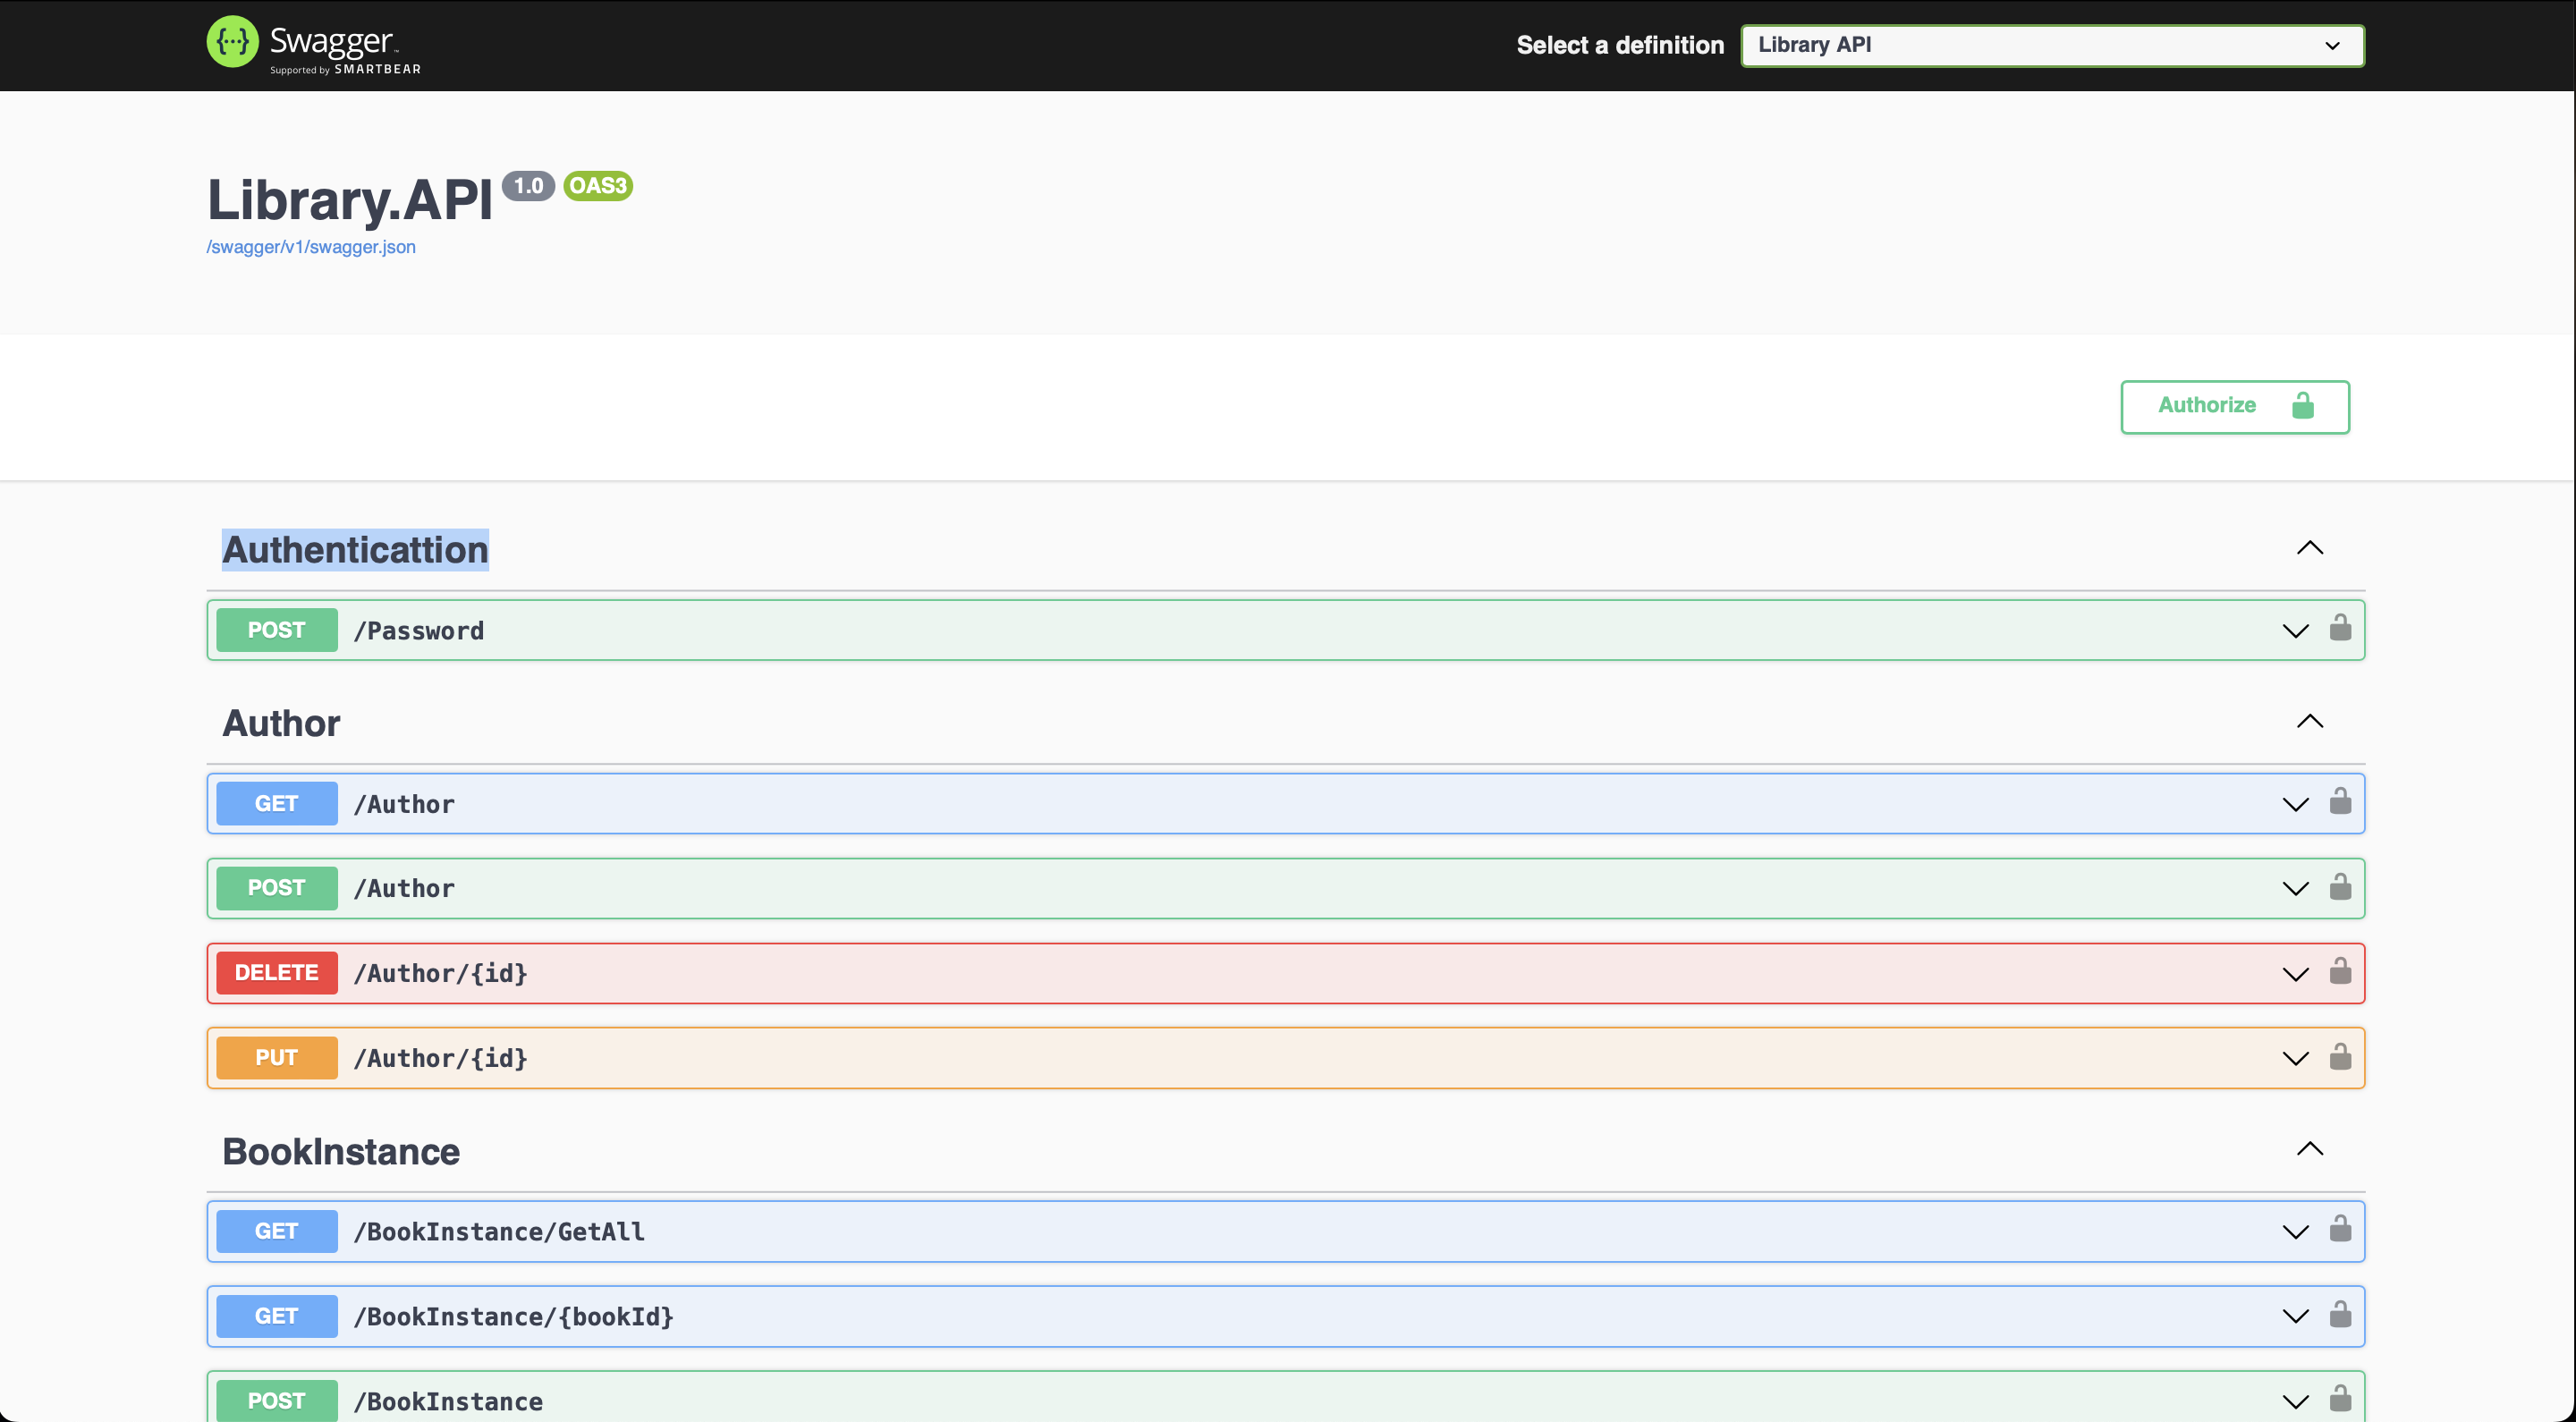 Swagger
Supported by SMARTBEAR
Select a definition
Library API
Library.API 1.0 OAS3
/swagger/v1/swagger.json
Authorize
Authenticattion
POST /Password
Author
GET /Author
POST /Author
DELETE /Author/{id}
PUT /Author/{id}
BookInstance
GET /BookInstance/GetAll
GET /BookInstance/{bookId}
POST /BookInstance